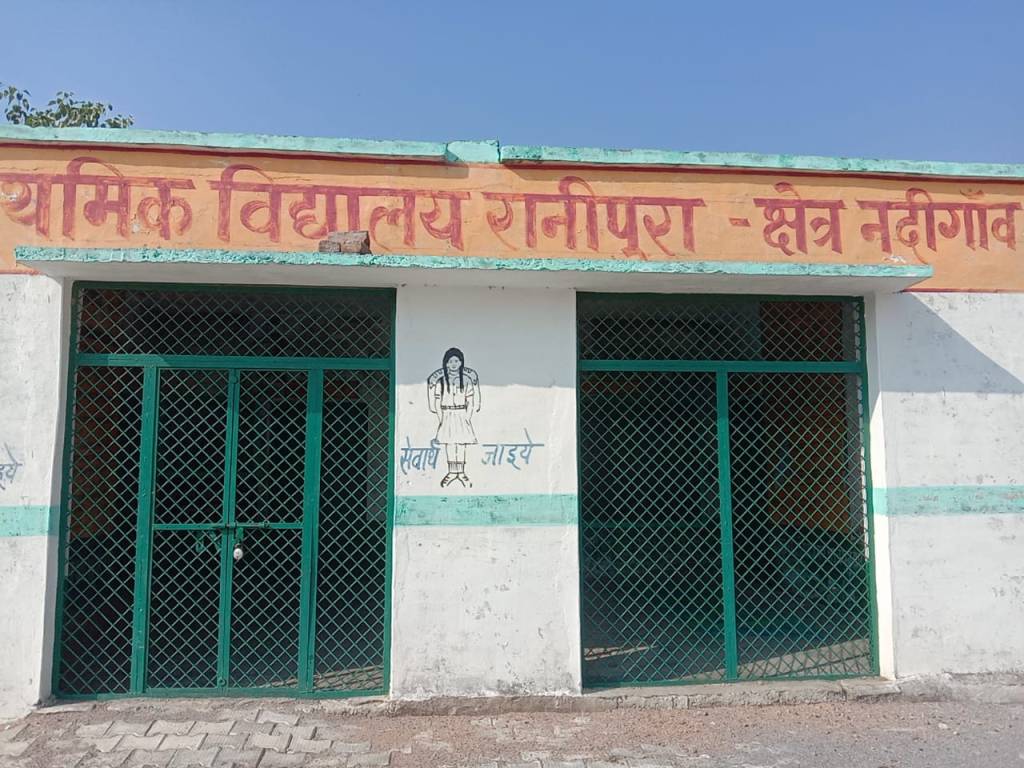 थमिक विद्यालय रानीपुरा - क्षेत्र नदीगाँव
सेवार्थ जाइये